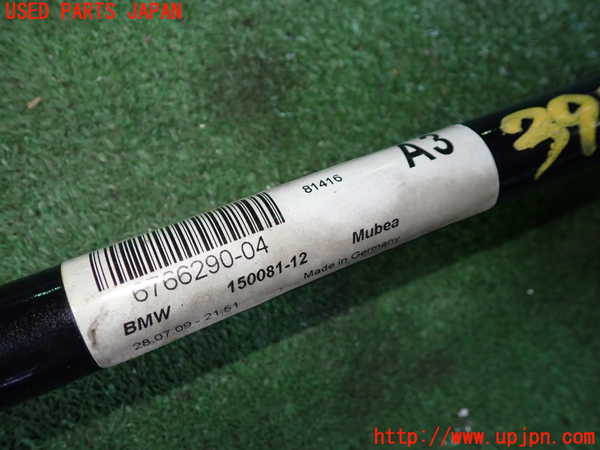 USED PARTS JAPAN
39
A3
81416
6766290-04
150081-12
Mubea
BMW
Made in Germany
28.07.09 - 21:51
http://www.upjpn.com/